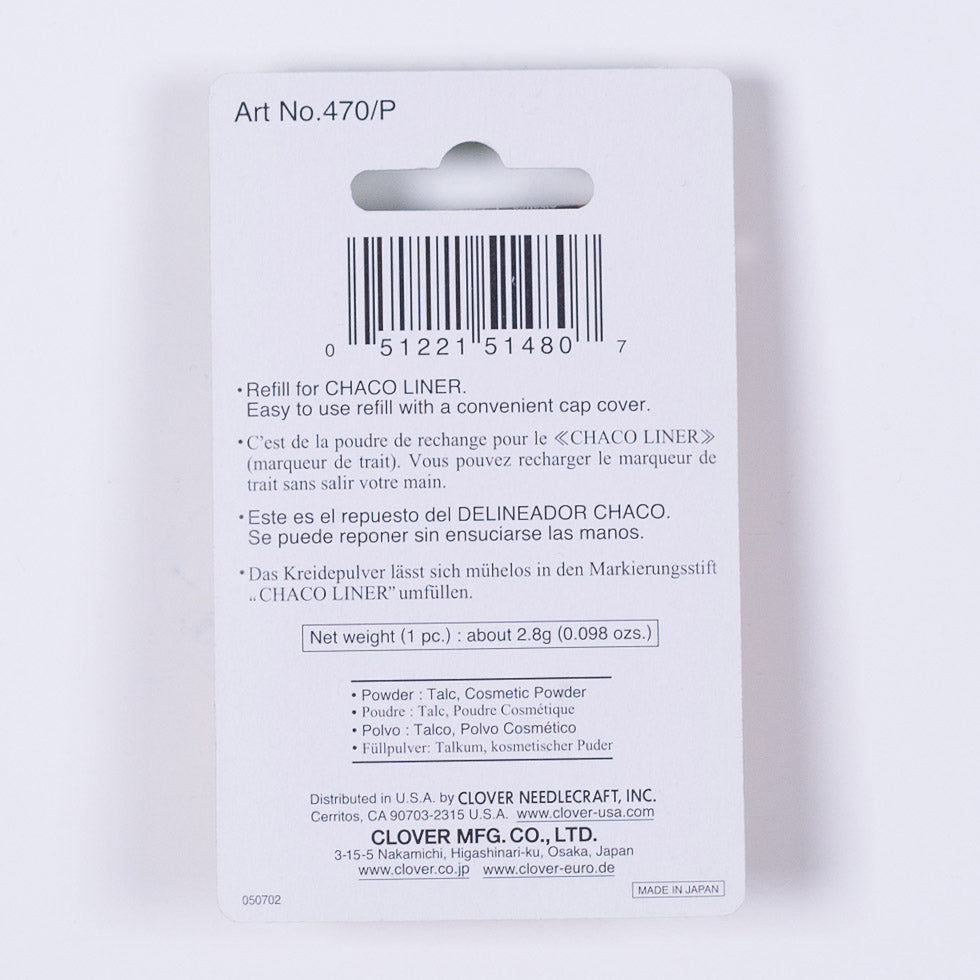 Art No.470/P
0 51221 51480 7
•Refill for CHACO LINER.
Easy to use refill with a convenient cap cover.
•C'est de la poudre de rechange pour le ≪CHACO LINER≫
(marqueur de trait). Vous pouvez recharger le marqueur de
trait sans salir votre main.
•Este es el repuesto del DELINEADOR CHACO.
Se puede reponer sin ensuciarse las manos.
•Das Kreidepulver lässt sich mühelos in den Markierungsstift
„CHACO LINER" umfüllen.
Net weight (1 pc.) : about 2.8g (0.098 ozs.)
• Powder : Talc, Cosmetic Powder
• Poudre : Talc, Poudre Cosmétique
• Polvo : Talco, Polvo Cosmético
• Füllpulver: Talkum, kosmetischer Puder
Distributed in U.S.A. by CLOVER NEEDLECRAFT, INC.
Cerritos, CA 90703-2315 U.S.A. www.clover-usa.com
CLOVER MFG. CO., LTD.
3-15-5 Nakamichi, Higashinari-ku, Osaka, Japan
www.clover.co.jp www.clover-euro.de
050702
MADE IN JAPAN